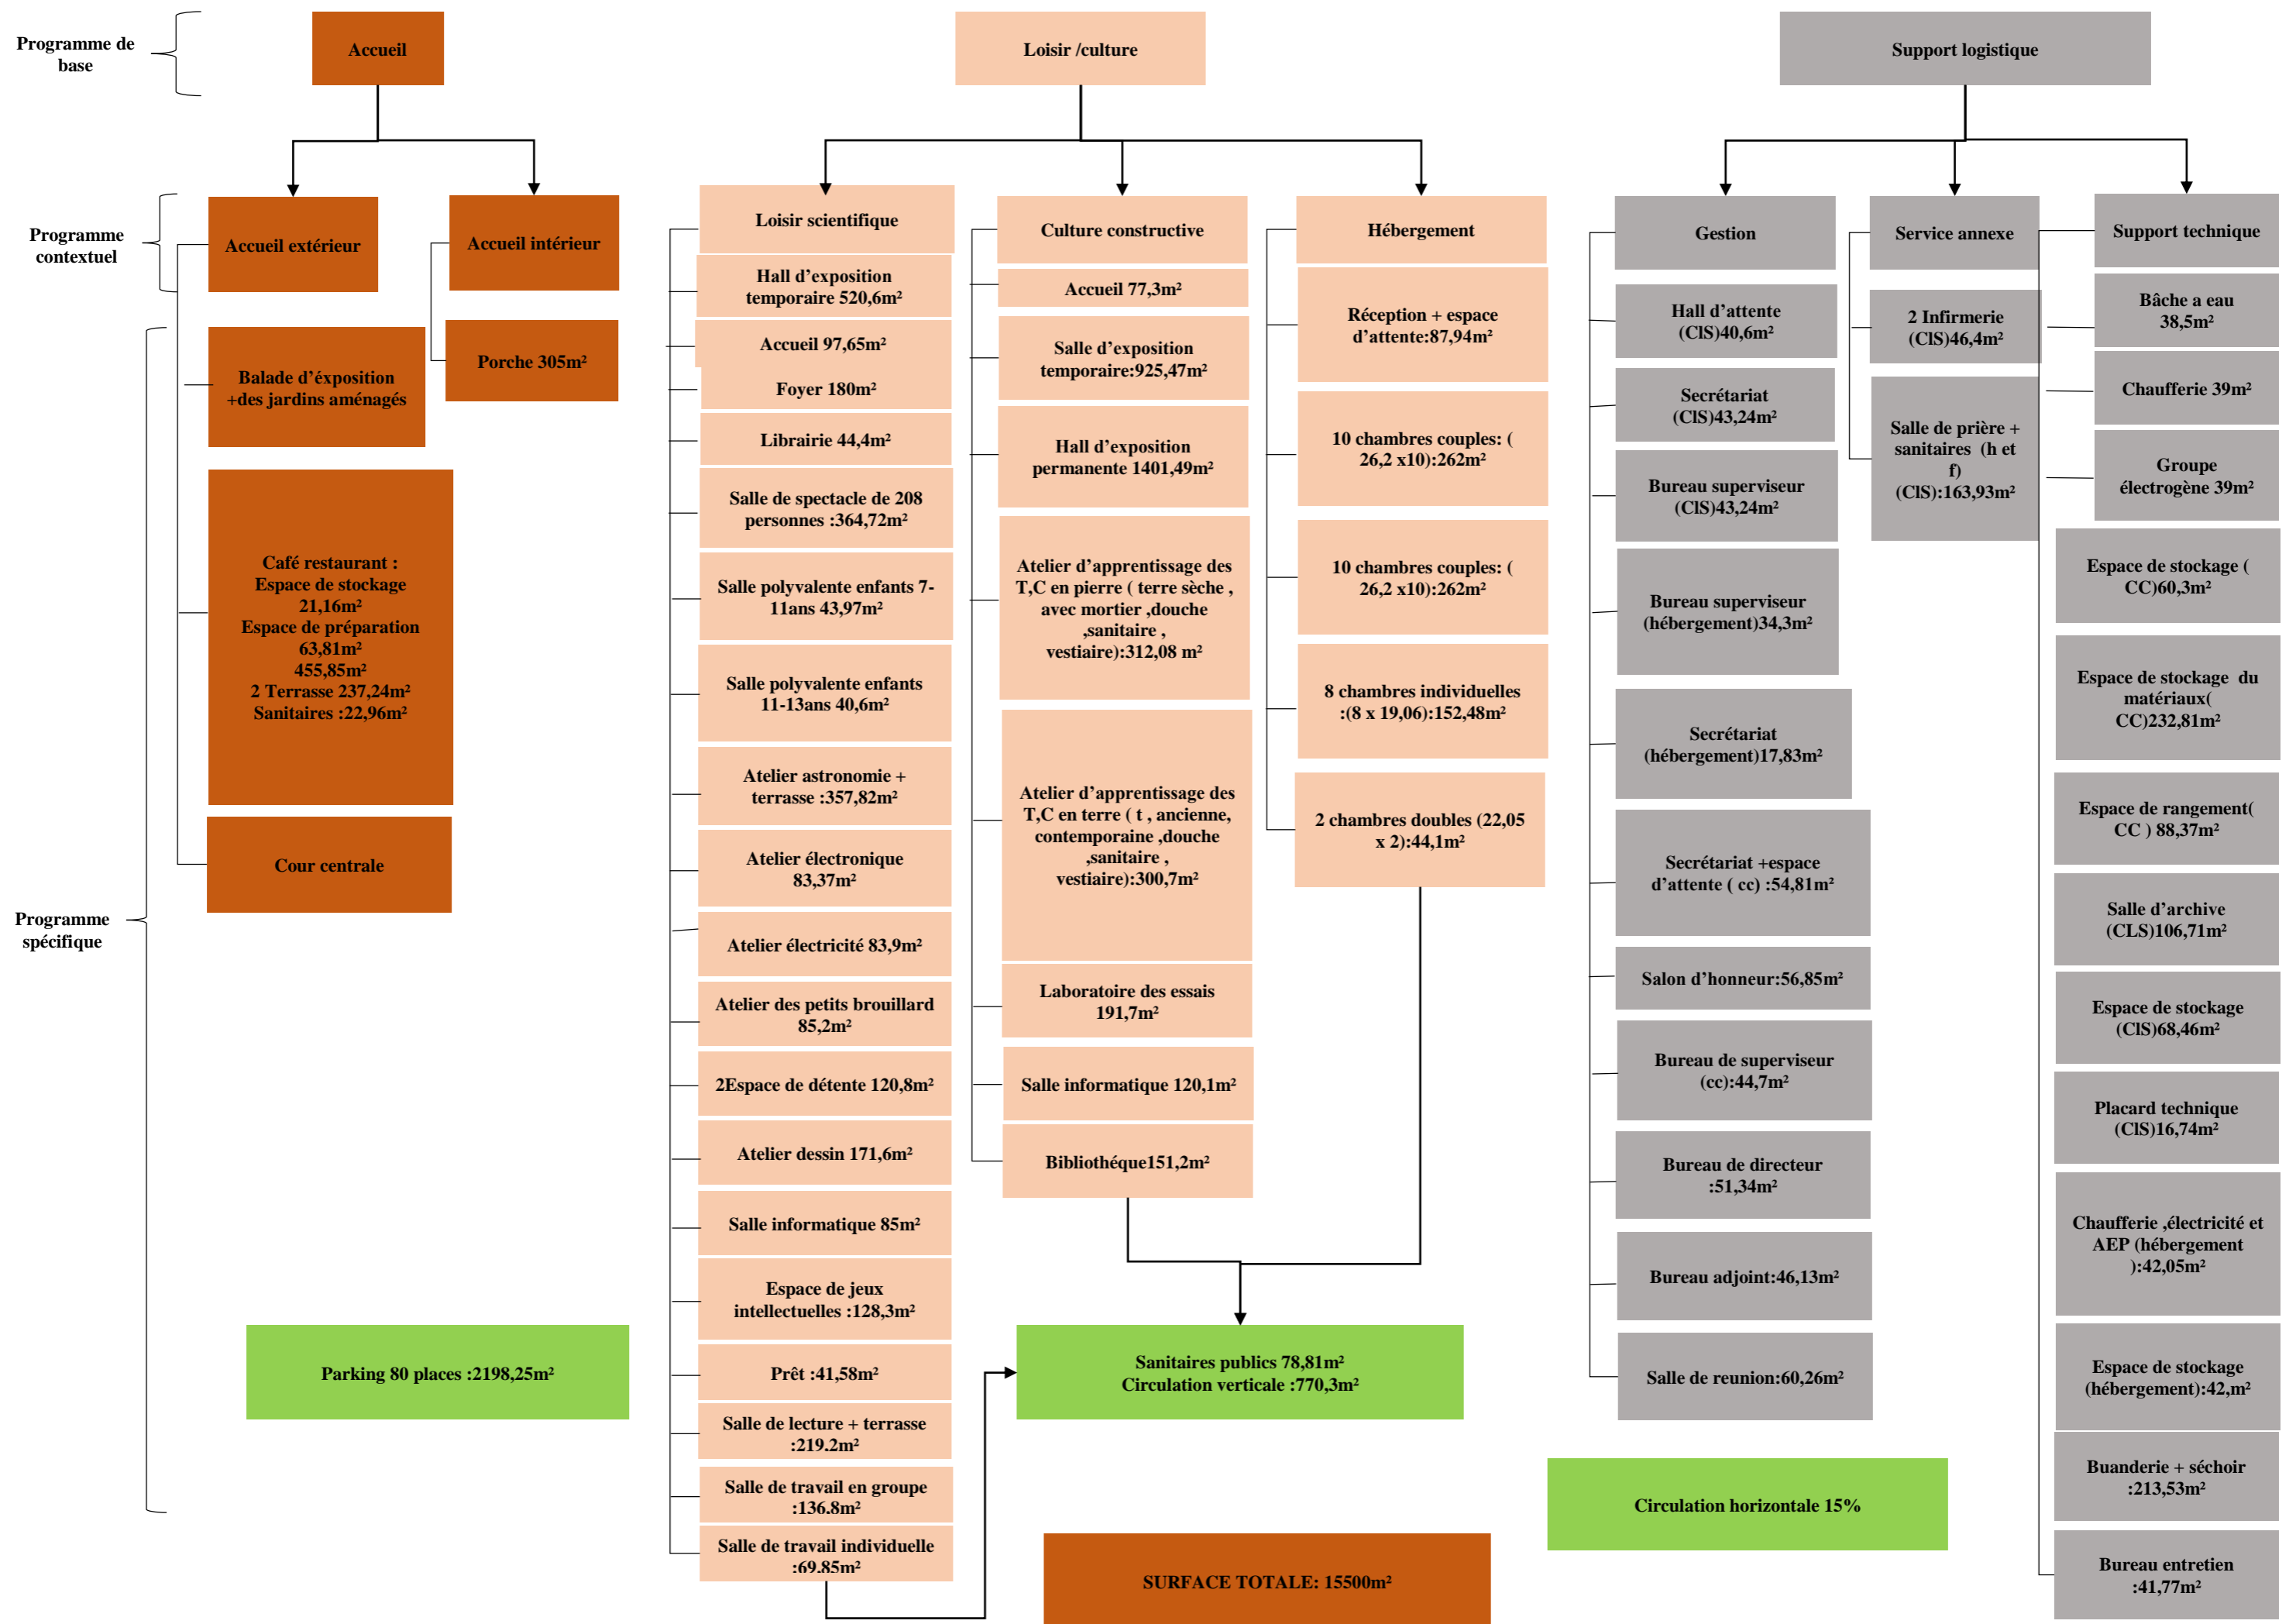 Programme de
base
Accueil
Loisir /culture
Support logistique
Programme
contextuel
Accueil extérieur
Accueil intérieur
Loisir scientifique
Culture constructive
Hébergement
Gestion
Service annexe
Support technique
Programme
spécifique
Balade d'éxposition
+des jardins aménagés
Café restaurant :
Espace de stockage
21,16m²
Espace de préparation
63,81m²
455,85m²
2 Terrasse 237,24m²
Sanitaires :22,96m²
Cour centrale
Porche 305m²
Hall d'exposition
temporaire 520,6m²
Accueil 97,65m²
Foyer 180m²
Librairie 44,4m²
Salle de spectacle de 208
personnes :364,72m²
Salle polyvalente enfants 7-
11ans 43,97m²
Salle polyvalente enfants
11-13ans 40,6m²
Atelier astronomie +
terrasse :357,82m²
Atelier électronique
83,37m²
Atelier électricité 83,9m²
Atelier des petits brouillard
85,2m²
2Espace de détente 120,8m²
Atelier dessin 171,6m²
Salle informatique 85m²
Espace de jeux
intellectuelles :128,3m²
Prêt :41,58m²
Salle de lecture + terrasse
:219.2m²
Salle de travail en groupe
:136.8m²
Salle de travail individuelle
:69.85m²
Accueil 77,3m²
Salle d'exposition
temporaire:925,47m²
Hall d'exposition
permanente 1401,49m²
Atelier d'apprentissage des
T,C en pierre ( terre sèche ,
avec mortier ,douche
,sanitaire ,
vestiaire):312,08 m²
Atelier d'apprentissage des
T,C en terre ( t , ancienne,
contemporaine ,douche
,sanitaire ,
vestiaire):300,7m²
Laboratoire des essais
191,7m²
Salle informatique 120,1m²
Bibliothéque151,2m²
Réception + espace
d'attente:87,94m²
10 chambres couples: (
26,2 x10):262m²
10 chambres couples: (
26,2 x10):262m²
8 chambres individuelles
:(8 x 19,06):152,48m²
2 chambres doubles (22,05
x 2):44,1m²
Hall d'attente
(ClS)40,6m²
Secrétariat
(ClS)43,24m²
Bureau superviseur
(ClS)43,24m²
Bureau superviseur
(hébergement)34,3m²
Secrétariat
(hébergement)17,83m²
Secrétariat +espace
d'attente ( cc) :54,81m²
Salon d'honneur:56,85m²
Bureau de superviseur
(cc):44,7m²
Bureau de directeur
:51,34m²
Bureau adjoint:46,13m²
Salle de reunion:60,26m²
2 Infirmerie
(ClS)46,4m²
Salle de prière +
sanitaires (h et
f)
(ClS):163,93m²
Bâche a eau
38,5m²
Chaufferie 39m²
Groupe
électrogène 39m²
Espace de stockage (
CC)60,3m²
Espace de stockage du
matériaux(
CC)232,81m²
Espace de rangement(
CC ) 88,37m²
Salle d'archive
(CLS)106,71m²
Espace de stockage
(ClS)68,46m²
Placard technique
(ClS)16,74m²
Chaufferie ,électricité et
AEP (hébergement
):42,05m²
Espace de stockage
(hébergement):42,m²
Buanderie + séchoir
:213,53m²
Bureau entretien
:41,77m²
Parking 80 places :2198,25m²
Sanitaires publics 78,81m²
Circulation verticale :770,3m²
Circulation horizontale 15%
SURFACE TOTALE: 15500m²